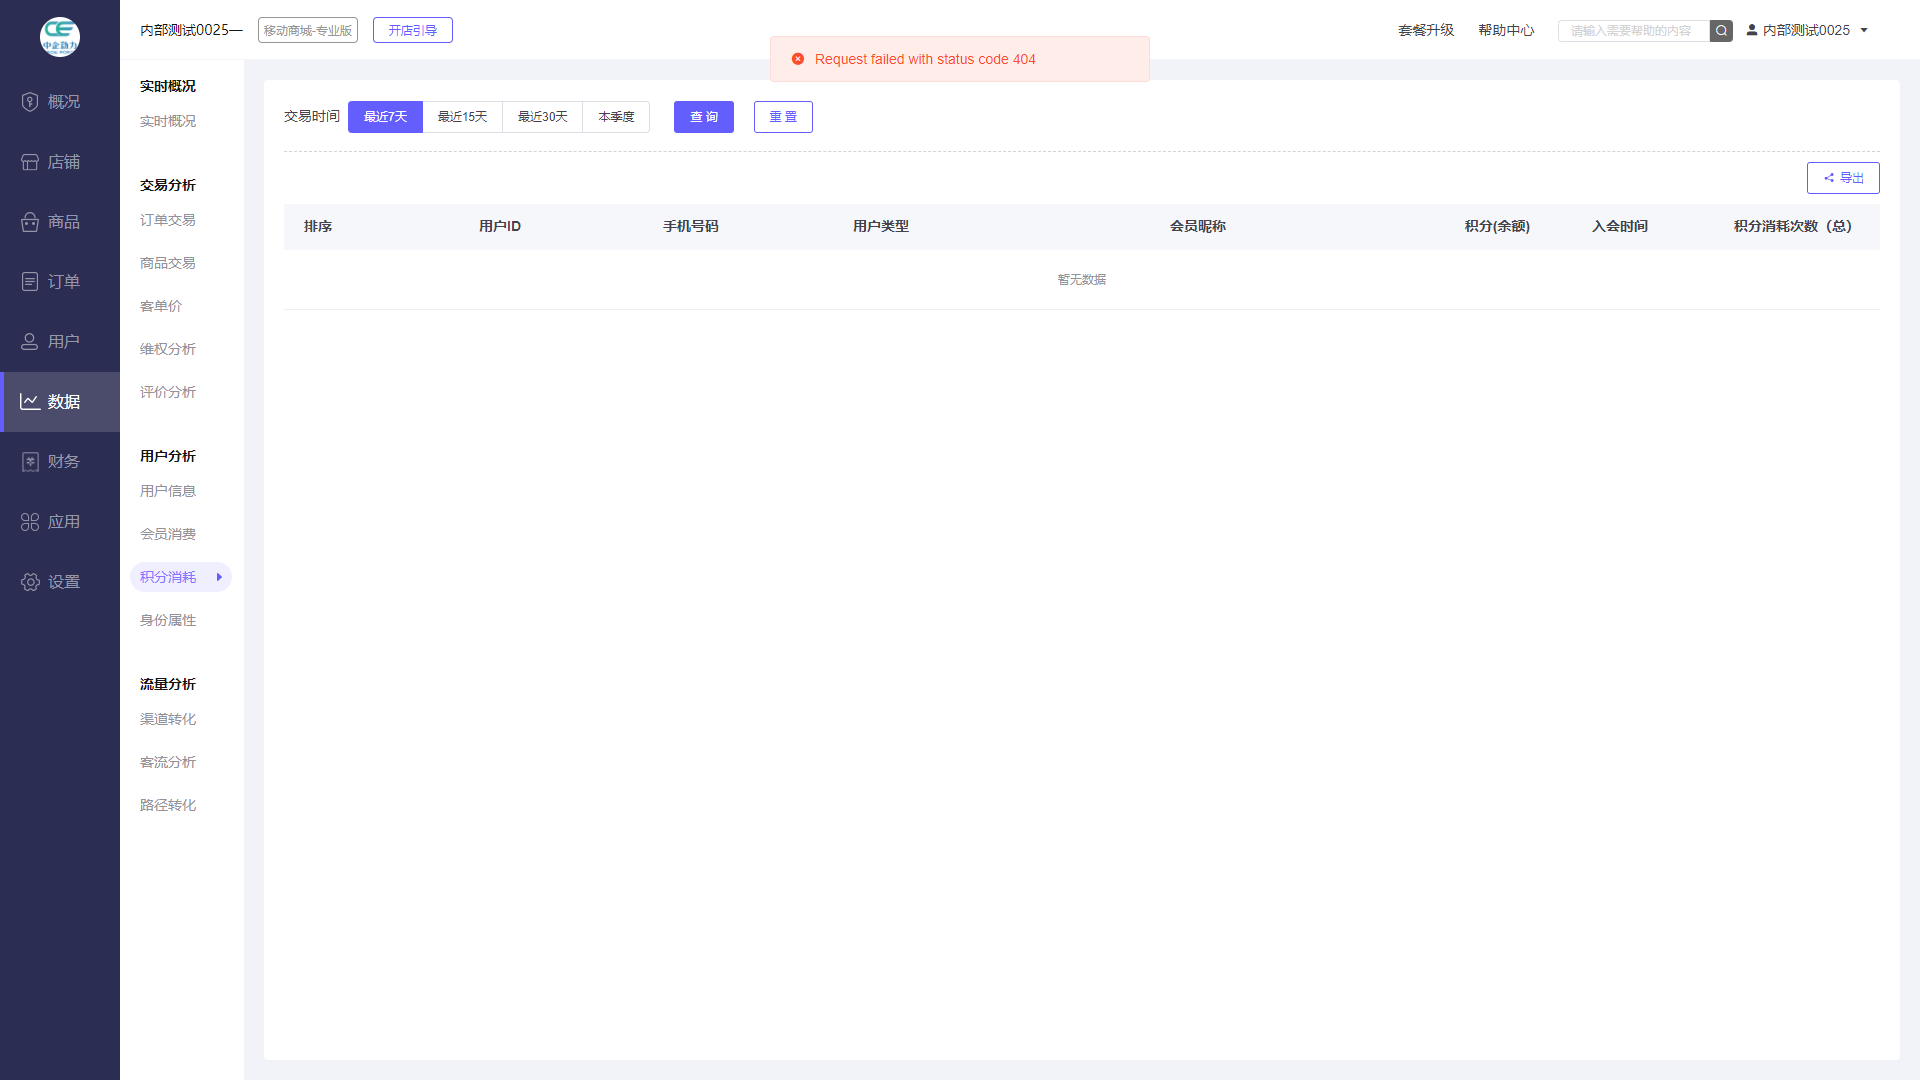 中企动力
内部测试0025—
移动商城-专业版
开店引导
套餐升级
帮助中心
请输入需要帮助的内容
内部测试0025
Request failed with status code 404
概况
店铺
商品
订单
用户
数据
财务
应用
设置
实时概况
实时概况
交易分析
订单交易
商品交易
客单价
维权分析
评价分析
用户分析
用户信息
会员消费
积分消耗
身份属性
流量分析
渠道转化
客流分析
路径转化
交易时间
最近7天
最近15天
最近30天
本季度
查 询
重 置
导出
排序
用户ID
手机号码
用户类型
会员昵称
积分(余额)
入会时间
积分消耗次数（总）
暂无数据